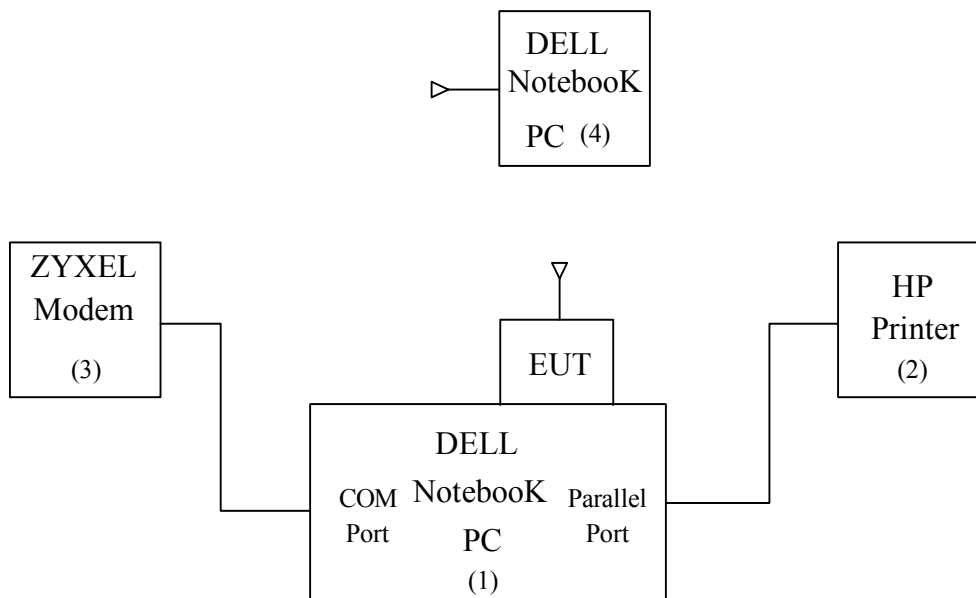 DELL
NotebooK
PC (4)
ZYXEL
Modem
(3)
HP
Printer
(2)
EUT
DELL
NotebooK
PC
(1)
COM
Port
Parallel
Port